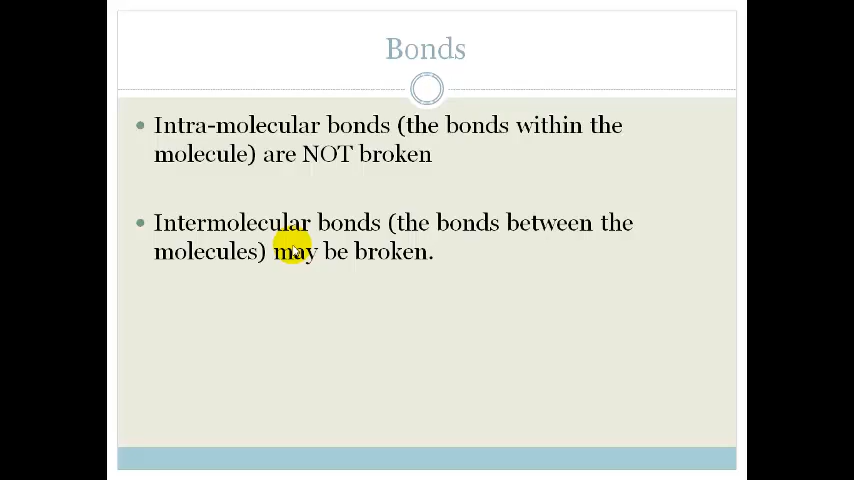 Bonds
• Intra-molecular bonds (the bonds within the
molecule) are NOT broken
• Intermolecular bonds (the bonds between the
molecules) may be broken.